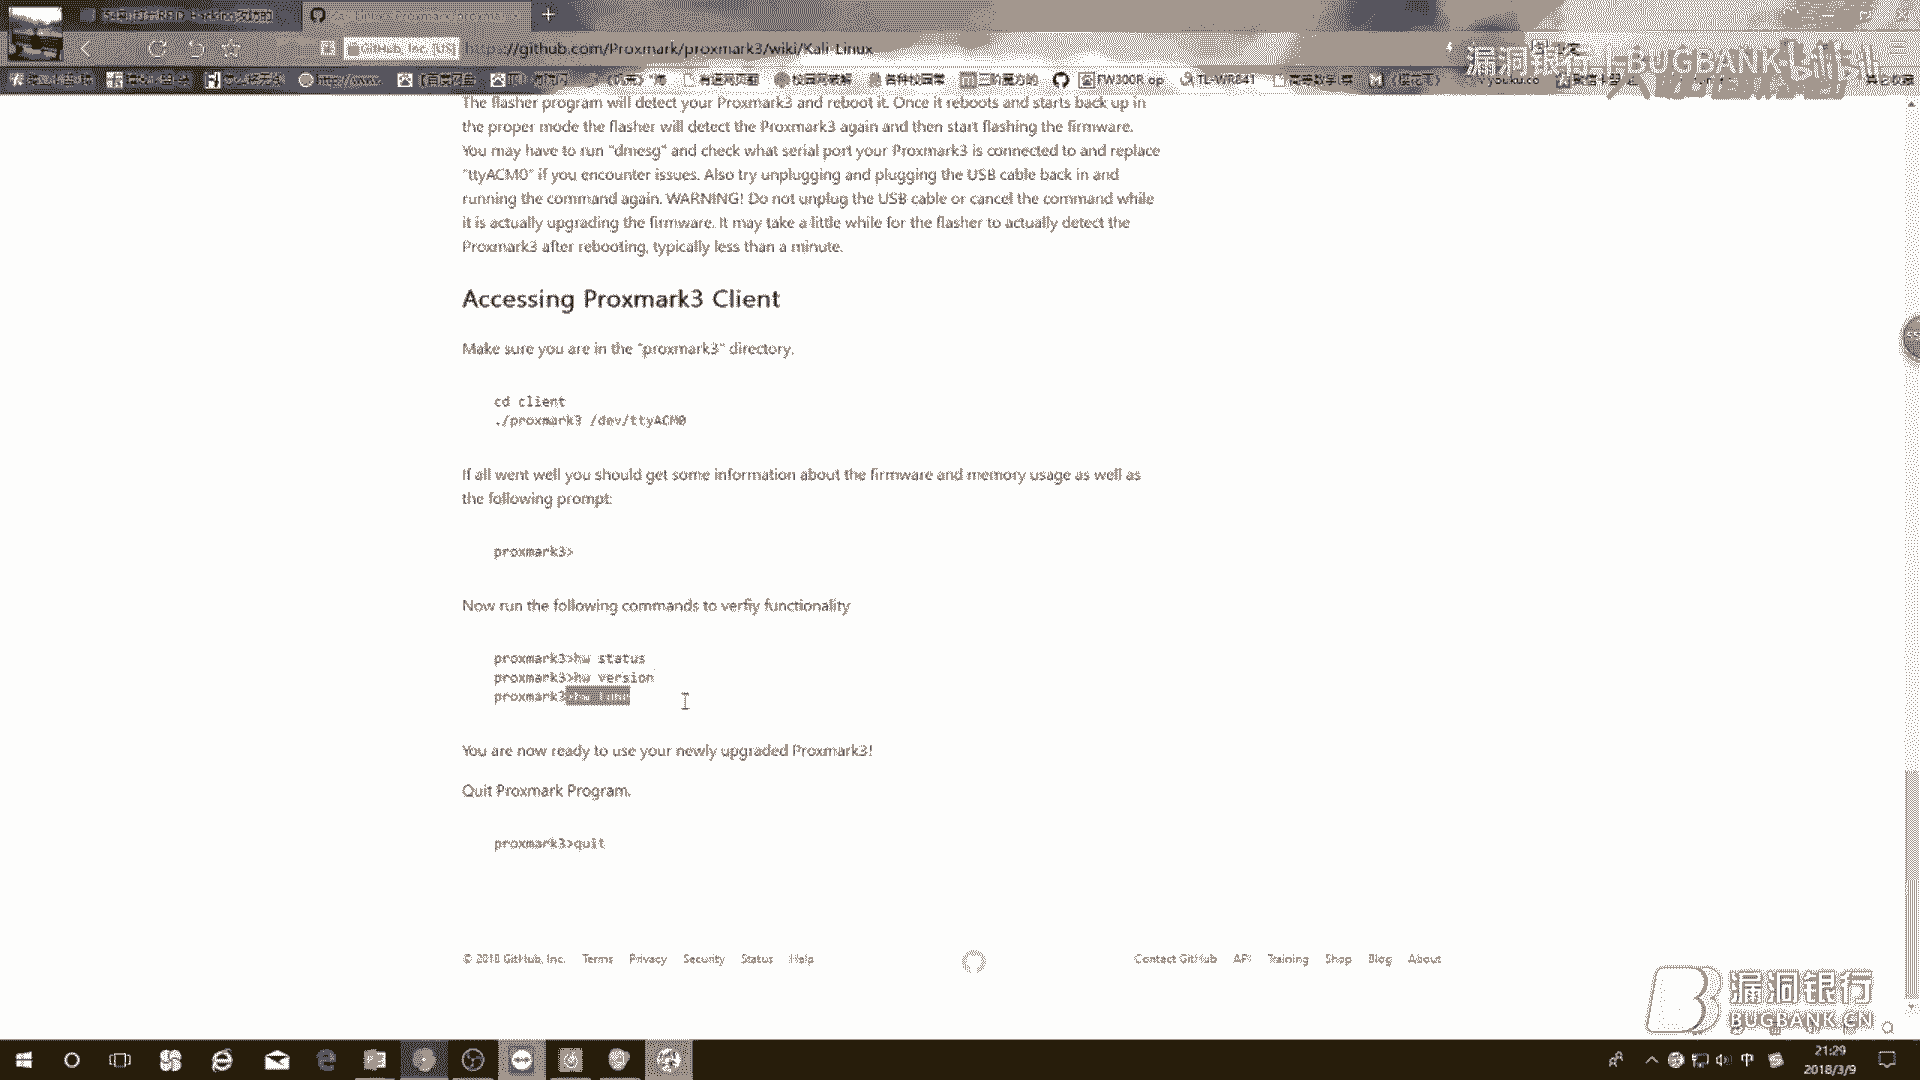 https://github.com/Proxmark/proxmark3/wiki/Kali-Linux
GitHub, Inc. [US]
漏洞银行 BUGBANK
http://www.
FW300R op
TL-WR841
youku.co
The flasher program will detect your Proxmark3 and reboot it. Once it reboots and starts back up in
the proper mode the flasher will detect the Proxmark3 again and then start flashing the firmware.
You may have to run "dmesg" and check what serial port your Proxmark3 is connected to and replace
"ttyACM0" if you encounter issues. Also try unplugging and plugging the USB cable back in and
running the command again. WARNING! Do not unplug the USB cable or cancel the command while
it is actually upgrading the firmware. It may take a little while for the flasher to actually detect the
Proxmark3 after rebooting, typically less than a minute.
Accessing Proxmark3 Client
Make sure you are in the "proxmark3" directory.
cd client
./proxmark3 /dev/ttyACM0
If all went well you should get some information about the firmware and memory usage as well as
the following prompt:
proxmark3>
Now run the following commands to verfiy functionality
proxmark3>hw status
proxmark3>hw version
proxmark3>hw tune
You are now ready to use your newly upgraded Proxmark3!
Quit Proxmark Program.
proxmark3>quit
© 2018 GitHub, Inc. Terms Privacy Security Status Help
Contact GitHub API Training Shop Blog About
漏洞银行
BUGBANK.CN
中
21:29
2018/3/9